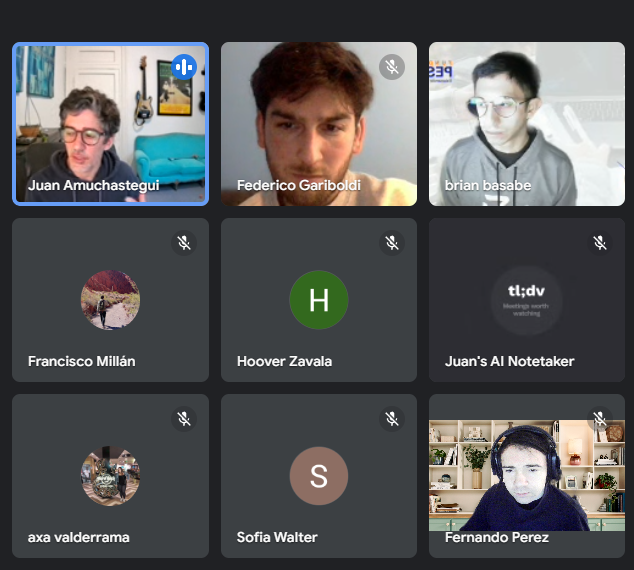 Juan Amuchastegui
Federico Gariboldi
brian basabe
Francisco Millán
H
Hoover Zavala
tl;dv
Meetings worth
watching
Juan's AI Notetaker
axa valderrama
S
Sofia Walter
Fernando Perez